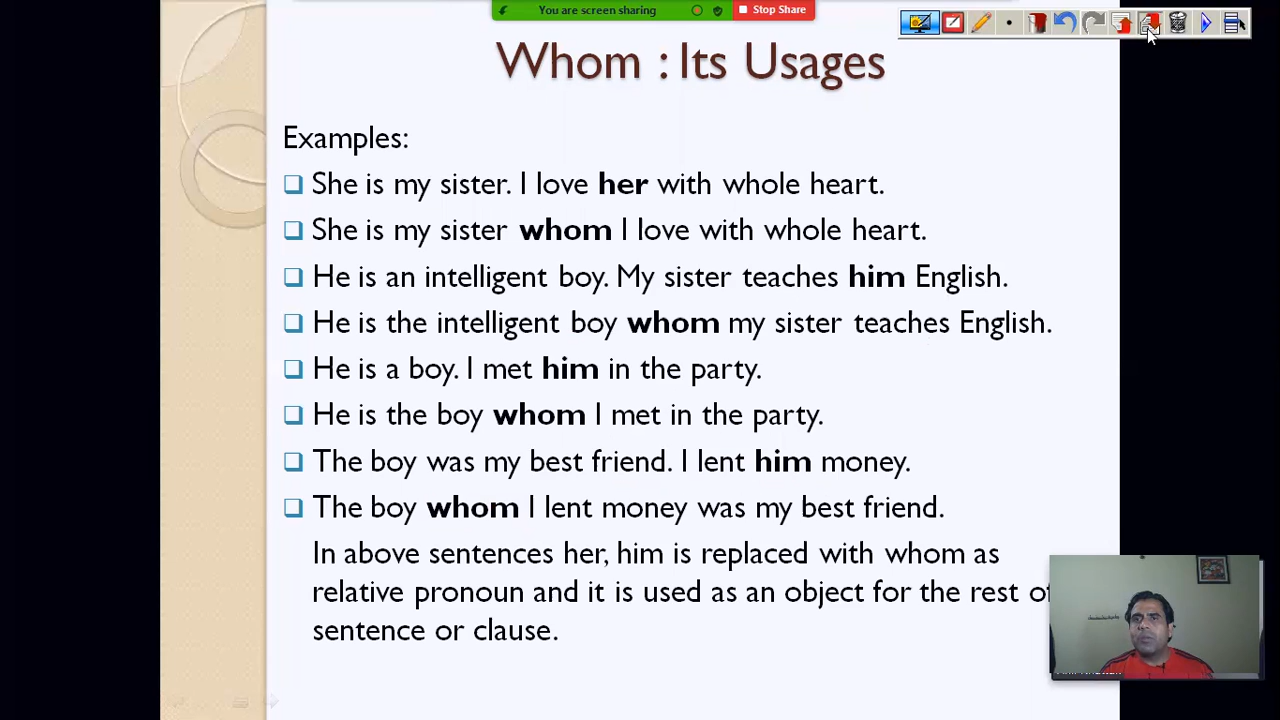 You are screen sharing
Stop Share
Whom : Its Usages
Examples:
She is my sister. I love her with whole heart.
She is my sister whom I love with whole heart.
He is an intelligent boy. My sister teaches him English.
He is the intelligent boy whom my sister teaches English.
He is a boy. I met him in the party.
He is the boy whom I met in the party.
The boy was my best friend. I lent him money.
The boy whom I lent money was my best friend.
In above sentences her, him is replaced with whom as
relative pronoun and it is used as an object for the rest of
sentence or clause.